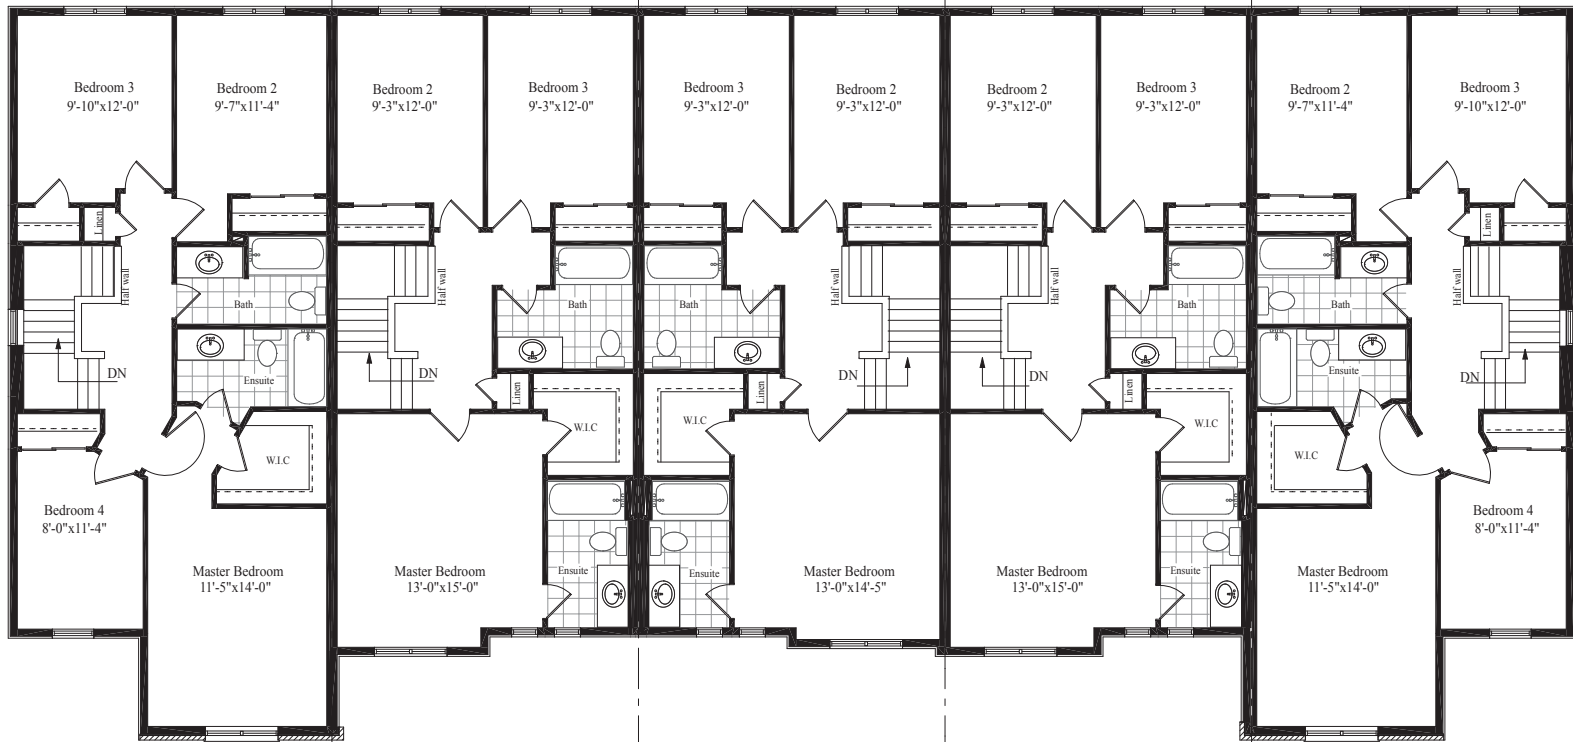 Bedroom 3
9'-10"x12'-0"
Bedroom 2
9'-7"x11'-4"
Bedroom 2
9'-3"x12'-0"
Bedroom 3
9'-3"x12'-0"
Bedroom 3
9'-3"x12'-0"
Bedroom 2
9'-3"x12'-0"
Bedroom 2
9'-3"x12'-0"
Bedroom 3
9'-3"x12'-0"
Bedroom 2
9'-7"x11'-4"
Bedroom 3
9'-10"x12'-0"
Linen
Linen
Half wall
Half wall
Half wall
Half wall
Half wall
Bath
Bath
Bath
Bath
Bath
DN
DN
DN
DN
DN
Ensuite
Ensuite
Linen
Linen
Linen
W.I.C
W.I.C
W.I.C
W.I.C
W.I.C
Bedroom 4
8'-0"x11'-4"
Bedroom 4
8'-0"x11'-4"
Ensuite
Ensuite
Ensuite
Master Bedroom
11'-5"x14'-0"
Master Bedroom
13'-0"x15'-0"
Master Bedroom
13'-0"x14'-5"
Master Bedroom
13'-0"x15'-0"
Master Bedroom
11'-5"x14'-0"